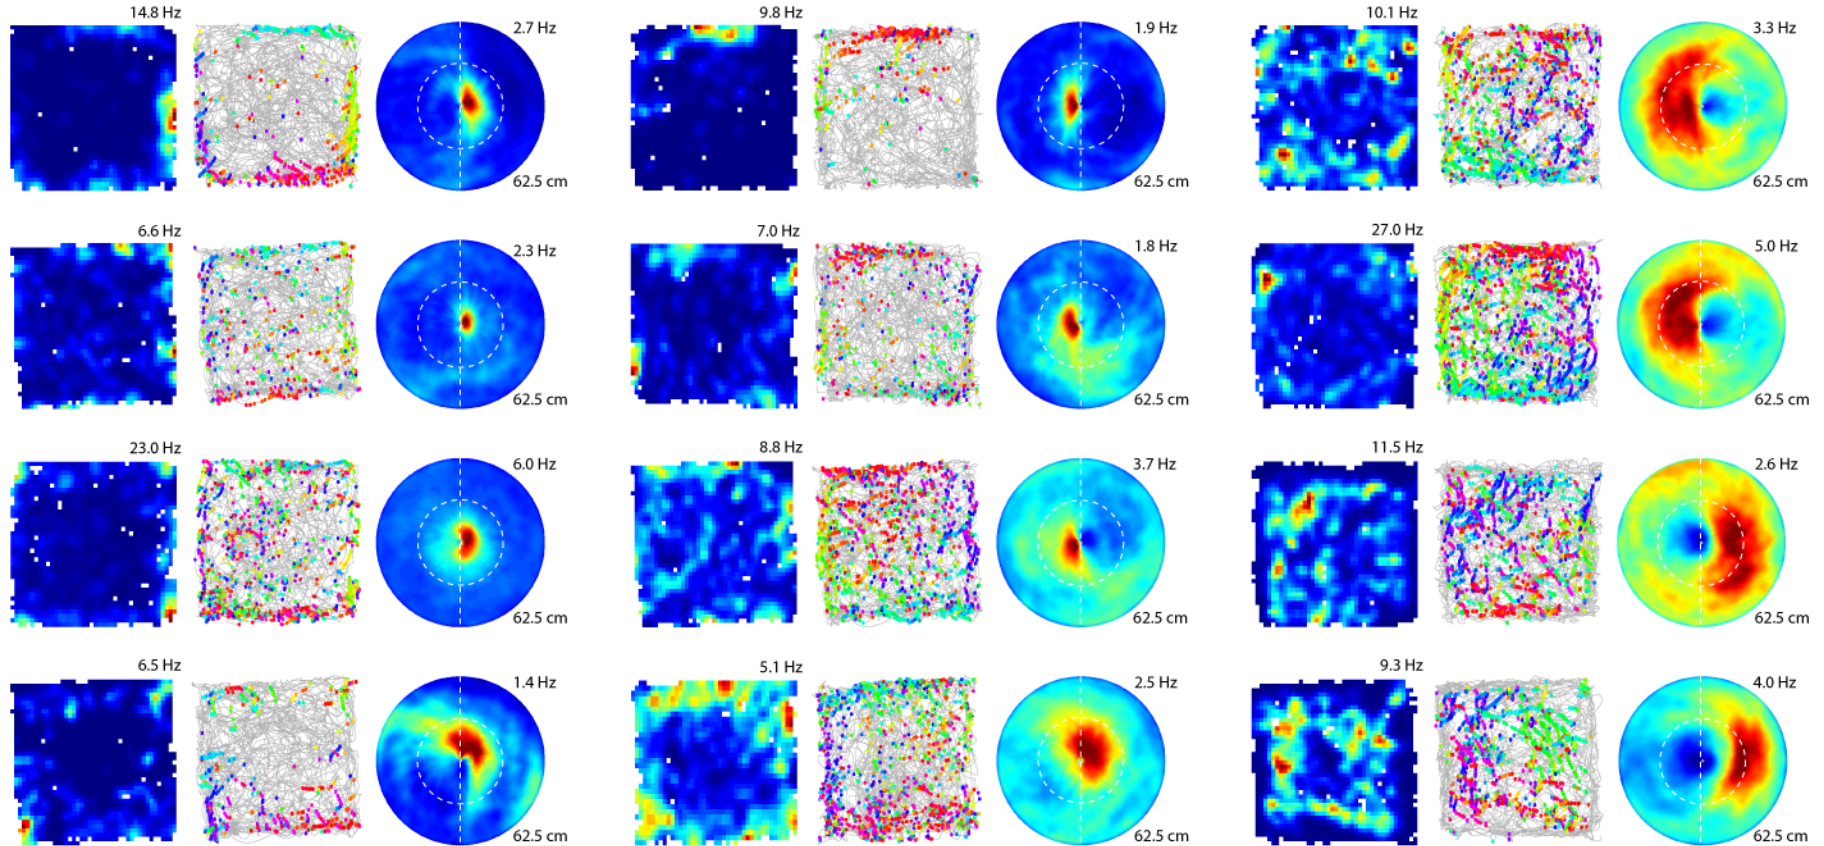 14.8 Hz 9.8 Hz 10.1 Hz
2.7 Hz 1.9 Hz 3.3 Hz
62.5 cm 62.5 cm 62.5 cm
6.6 Hz 7.0 Hz 27.0 Hz
2.3 Hz 1.8 Hz 5.0 Hz
62.5 cm 62.5 cm 62.5 cm
23.0 Hz 8.8 Hz 11.5 Hz
6.0 Hz 3.7 Hz 2.6 Hz
62.5 cm 62.5 cm 62.5 cm
6.5 Hz 5.1 Hz 9.3 Hz
1.4 Hz 2.5 Hz 4.0 Hz
62.5 cm 62.5 cm 62.5 cm